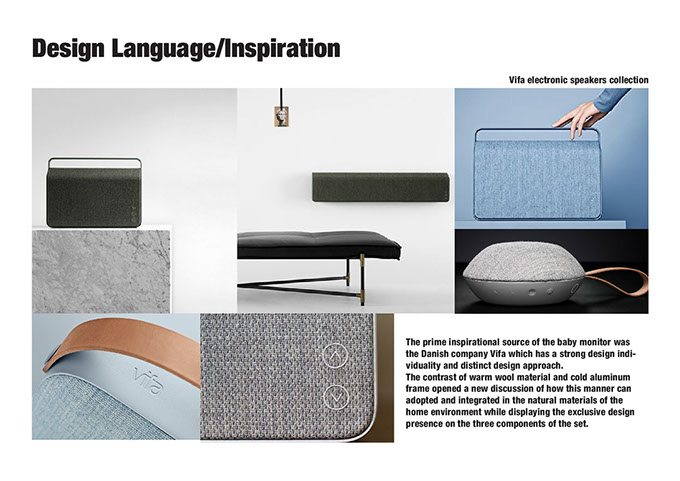 Design Language/Inspiration
Vifa electronic speakers collection
vifa
The prime inspirational source of the baby monitor was
the Danish company Vifa which has a strong design indi-
viduality and distinct design approach.
The contrast of warm wool material and cold aluminum
frame opened a new discussion of how this manner can
adopted and integrated in the natural materials of the
home environment while displaying the exclusive design
presence on the three components of the set.